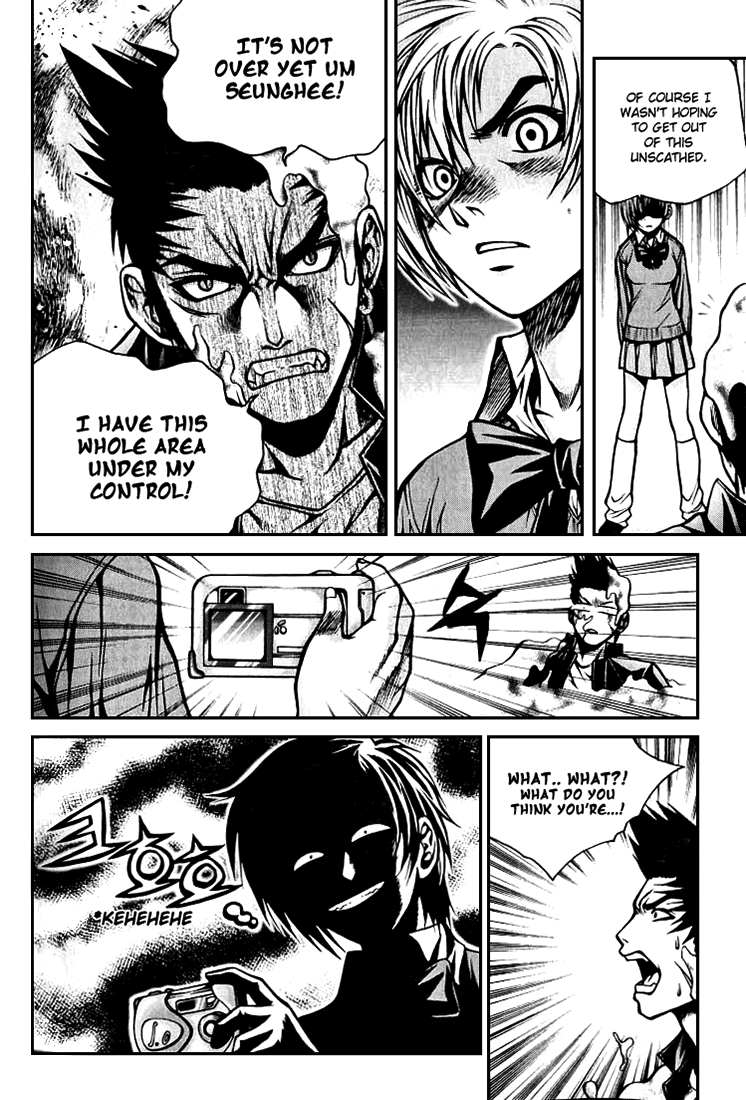 IT'S NOT
OVER YET UM
SEUNGHEE!
I HAVE THIS
WHOLE AREA
UNDER MY
CONTROL!
OF COURSE I
WASN'T HOPING
TO GET OUT
OF THIS
UNSCATHED.
WHAT.. WHAT?!
WHAT DO YOU
THINK YOU'RE...!
•KEHEHEHE